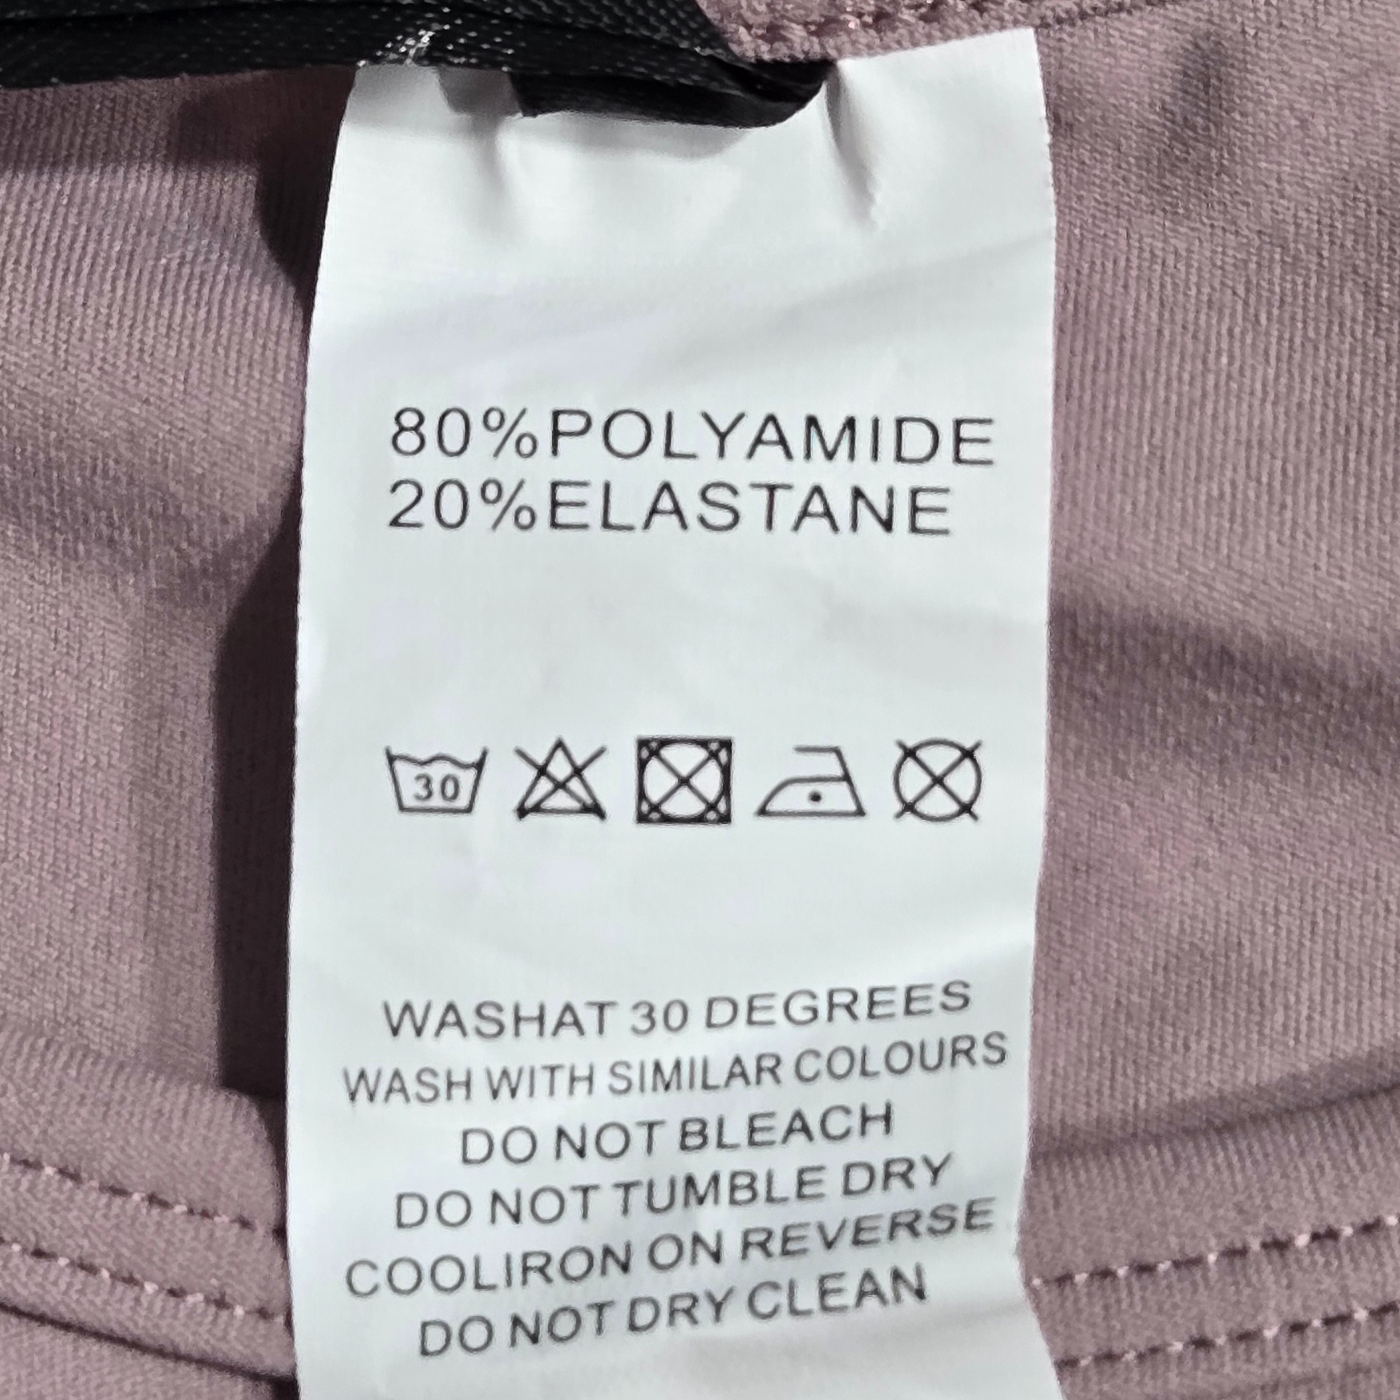 80%POLYAMIDE
20%ELASTANE
30
WASHAT 30 DEGREES
WASH WITH SIMILAR COLOURS
DO NOT BLEACH
DO NOT TUMBLE DRY
COOLIRON ON REVERSE
DO NOT DRY CLEAN